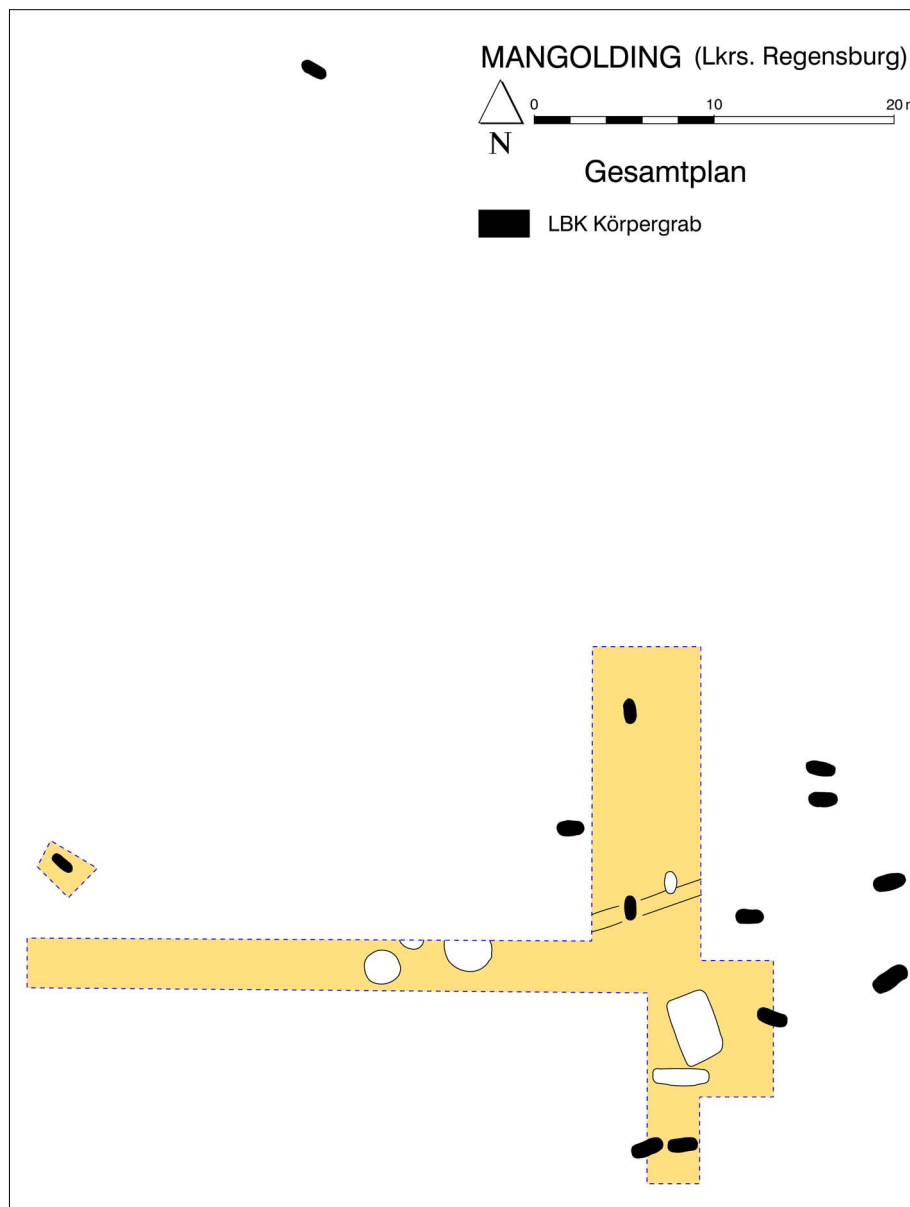 MANGOLDING (Lkrs. Regensburg)
0 10 20 m
N
Gesamtplan
LBK Körpergrab